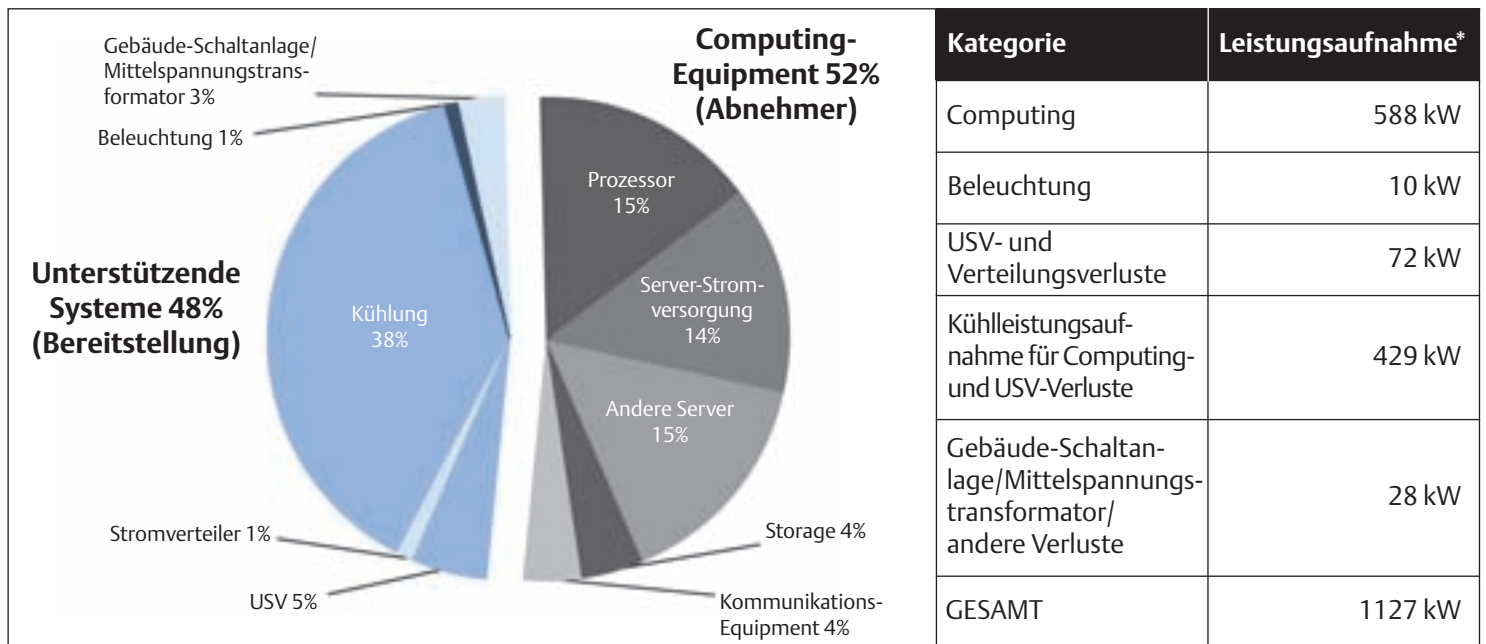 Gebäude-Schaltanlage/
Mittelspannungstrans-
formator 3%
Beleuchtung 1%
Unterstützende
Systeme 48%
(Bereitstellung)
Kühlung
38%
Stromverteiler 1%
USV 5%
Computing-
Equipment 52%
(Abnehmer)
Prozessor
15%
Server-Strom-
versorgung
14%
Andere Server
15%
Storage 4%
Kommunikations-
Equipment 4%
Kategorie Leistungsaufnahme*
Computing 588 kW
Beleuchtung 10 kW
USV- und
Verteilungsverluste 72 kW
Kühlleistungsauf-
nahme für Computing-
und USV-Verluste 429 kW
Gebäude-Schaltan-
lage/Mittelspannungs-
transformator/
andere Verluste 28 kW
GESAMT 1127 kW